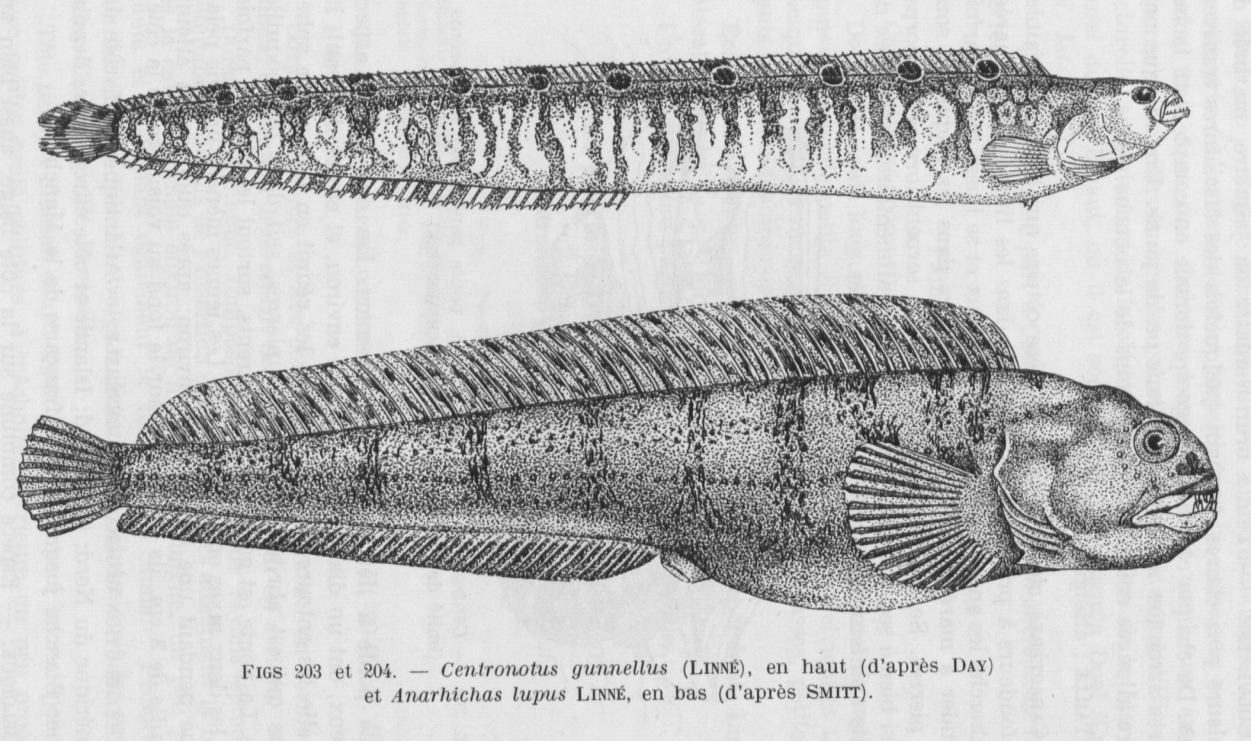 FIGS 203 et 204. — Centronotus gunnellus (LINNÉ), en haut (d'après DAY)
et Anarhichas lupus LINNÉ, en bas (d'après SMITT).